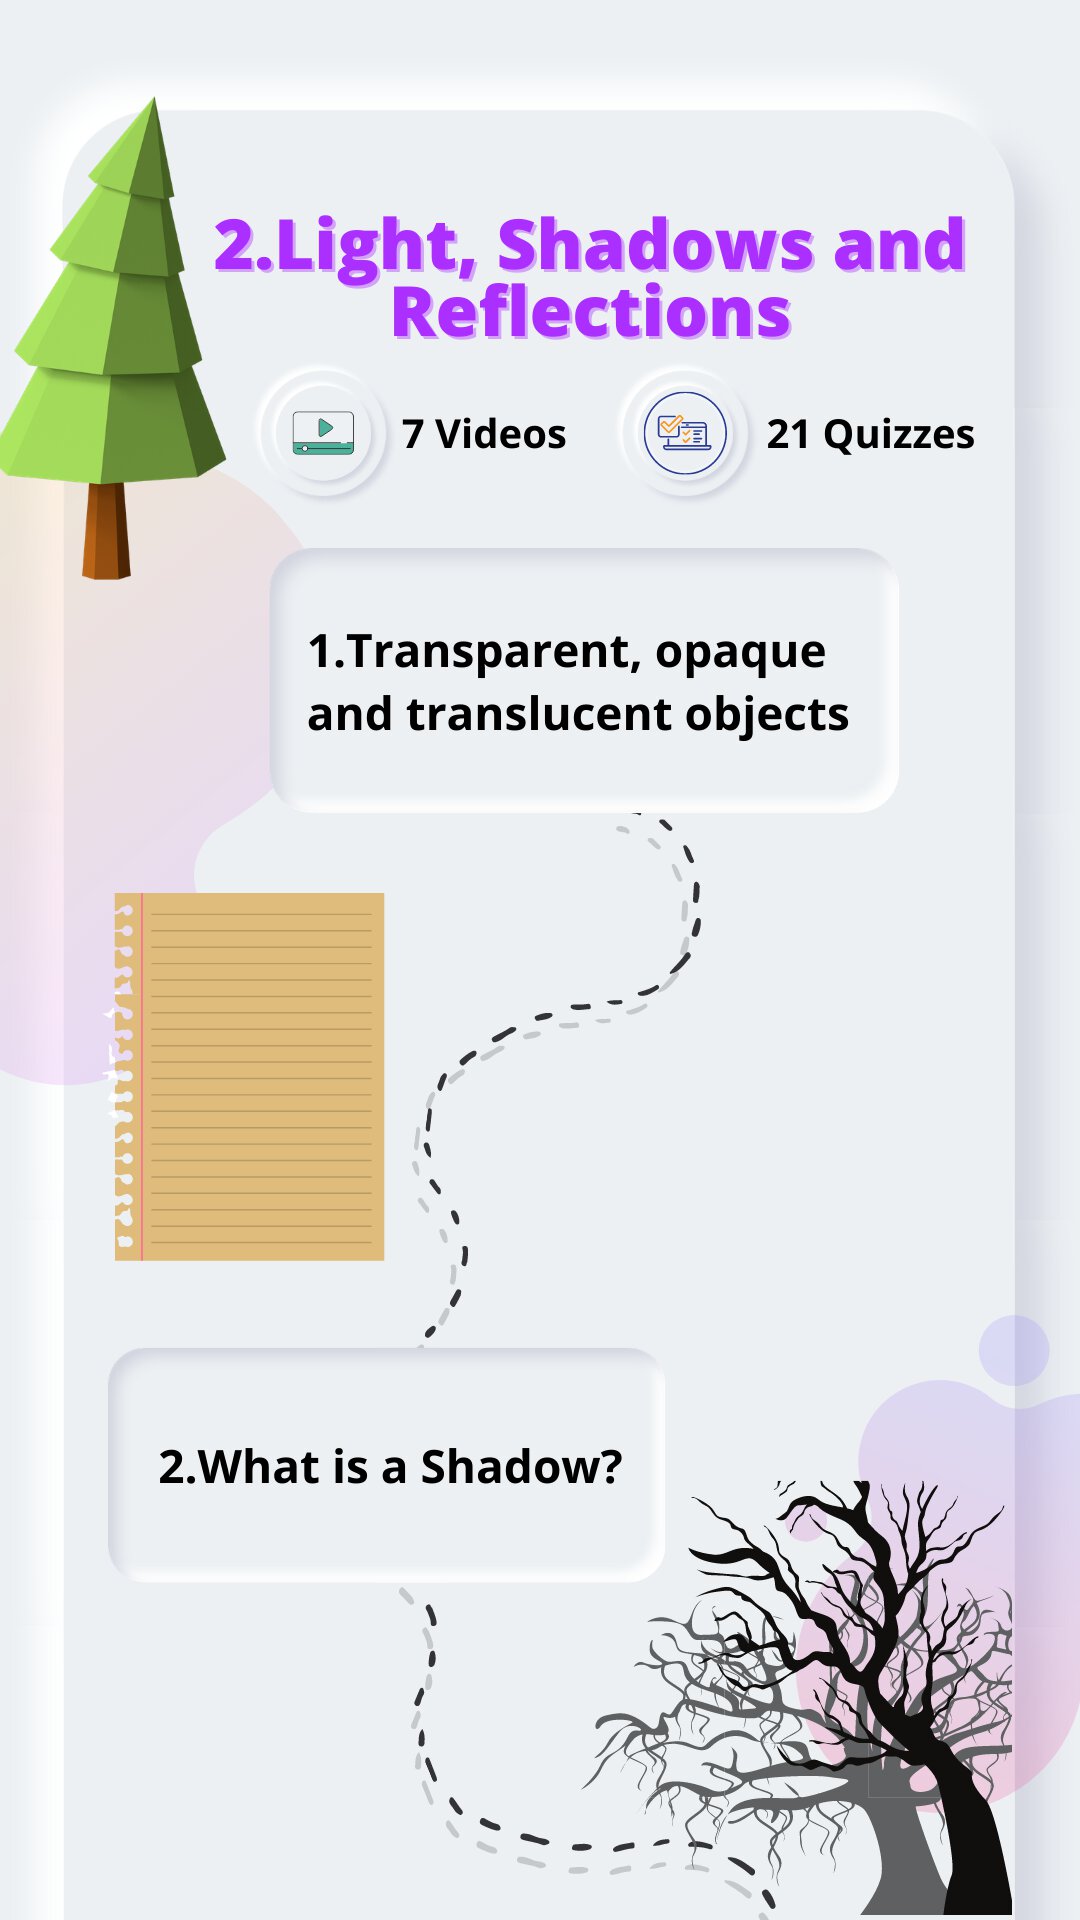 2.Light, Shadows and
Reflections
7 Videos
21 Quizzes
1.Transparent, opaque
and translucent objects
2.What is a Shadow?